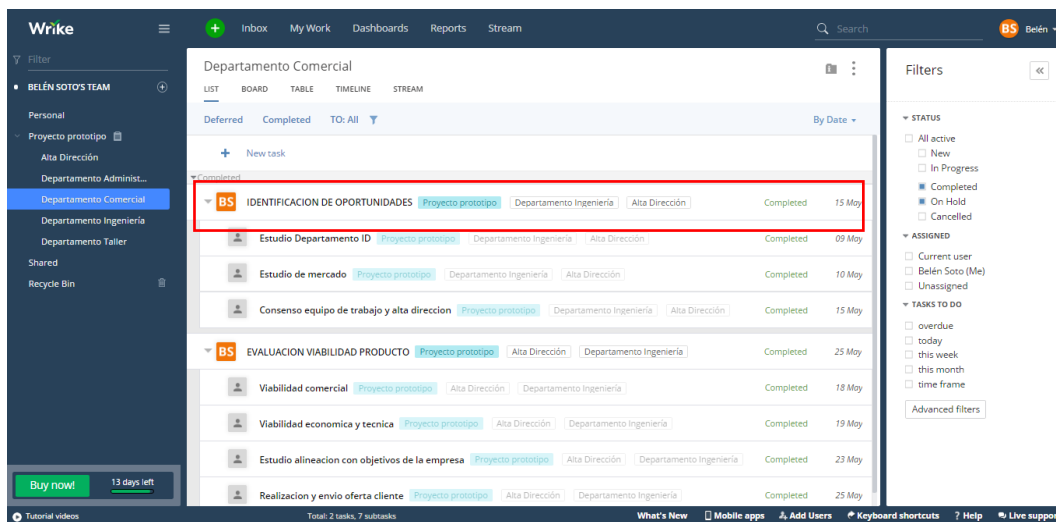 Wrike
Inbox My Work Dashboards Reports Stream
Search
BS Belén
Filter
BELÉN SOTO'S TEAM
Personal
Proyecto prototipo
Alta Dirección
Departamento Administ...
Departamento Comercial
Departamento Ingeniería
Departamento Taller
Shared
Recycle Bin
Buy now! 13 days left
Departamento Comercial
LIST BOARD TABLE TIMELINE STREAM
Deferred Completed TO: All By Date
+ New task
Completed
BS IDENTIFICACION DE OPORTUNIDADES Proyecto prototipo Departamento Ingeniería Alta Dirección Completed 15 May
Estudio Departamento ID Proyecto prototipo Departamento Ingeniería Alta Dirección Completed 09 May
Estudio de mercado Proyecto prototipo Departamento Ingeniería Alta Dirección Completed 10 May
Consenso equipo de trabajo y alta direccion Proyecto prototipo Departamento Ingeniería Alta Dirección Completed 15 May
BS EVALUACION VIABILIDAD PRODUCTO Proyecto prototipo Alta Dirección Departamento Ingeniería Completed 25 May
Viabilidad comercial Proyecto prototipo Alta Dirección Departamento Ingeniería Completed 18 May
Viabilidad economica y tecnica Proyecto prototipo Alta Dirección Departamento Ingeniería Completed 19 May
Estudio alineacion con objetivos de la empresa Proyecto prototipo Alta Dirección Departamento Ingeniería Completed 23 May
Realizacion y envio oferta cliente Proyecto prototipo Alta Dirección Departamento Ingeniería Completed 25 May
Filters
STATUS
All active
New
In Progress
Completed
On Hold
Cancelled
ASSIGNED
Current user
Belén Soto (Me)
Unassigned
TASKS TO DO
overdue
today
this week
this month
time frame
Advanced filters
Tutorial videos Total: 2 tasks, 7 subtasks What's New Mobile apps Add Users Keyboard shortcuts ? Help Live suppor